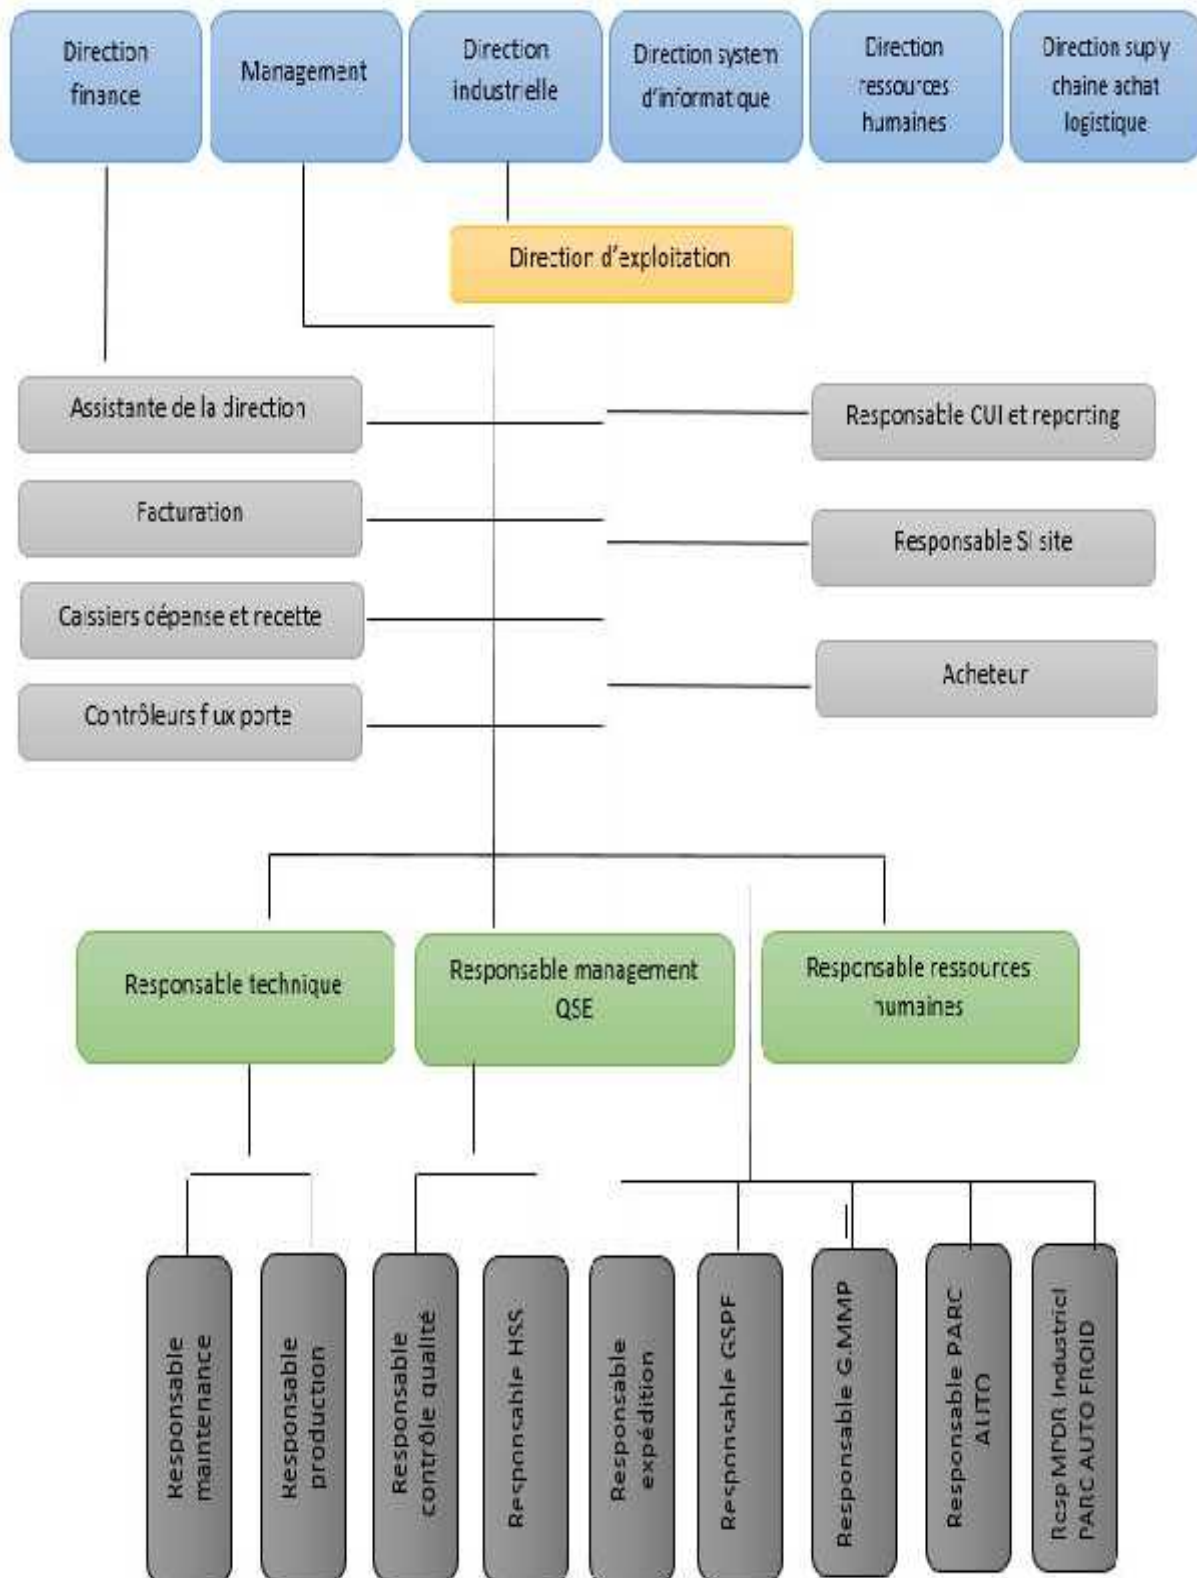 Direction
finance
Management
Direction
industrielle
Direction system
d'informatique
Direction
ressources
humaines
Direction suply
chaine achat
logistique
Direction d'exploitation
Assistante de la direction
Responsable CUI et reporting
Facturation
Responsable SI site
Caissiers dépense et recette
Acheteur
Contrôleurs flux porte
Responsable technique
Responsable management
QSE
Responsable ressources
humaines
Responsable
maintenance
Responsable
production
Responsable
contrôle qualité
Responsable HSS
Responsable
expédition
Responsable GSPF
Responsable G.MMP
Responsable PARC
AUTO
Resp MPDR Industriel
PARC AUTO FROID